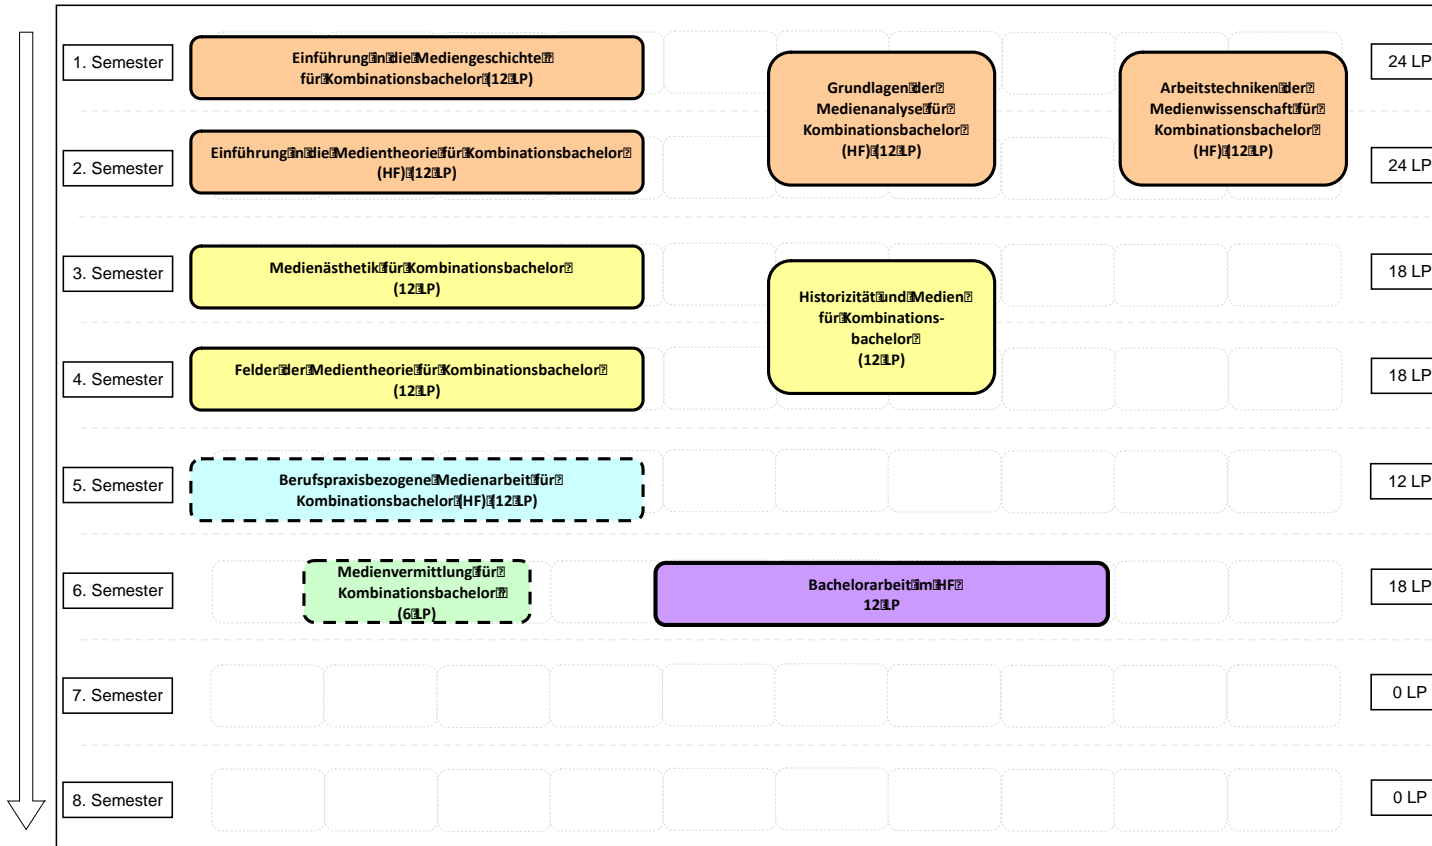 1. Semester
Einführung in die Mediengeschichte
für Kombinationsbachelor (12 LP)
Grundlagen der
Medienanalyse für
Kombinationsbachelor
(HF) (12 LP)
Arbeitstechniken der
Medienwissenschaft für
Kombinationsbachelor
(HF) (12 LP)
24 LP
2. Semester
Einführung in die Medientheorie für Kombinationsbachelor
(HF) (12 LP)
24 LP
3. Semester
Medienästhetik für Kombinationsbachelor
(12 LP)
Historizität und Medien
für Kombinations-
bachelor
(12 LP)
18 LP
4. Semester
Felder der Medientheorie für Kombinationsbachelor
(12 LP)
18 LP
5. Semester
Berufspraxisbezogene Medienarbeit für
Kombinationsbachelor (HF) (12 LP)
12 LP
6. Semester
Medienvermittlung für
Kombinationsbachelor
(6 LP)
Bachelorarbeit im HF
12 LP
18 LP
7. Semester
0 LP
8. Semester
0 LP